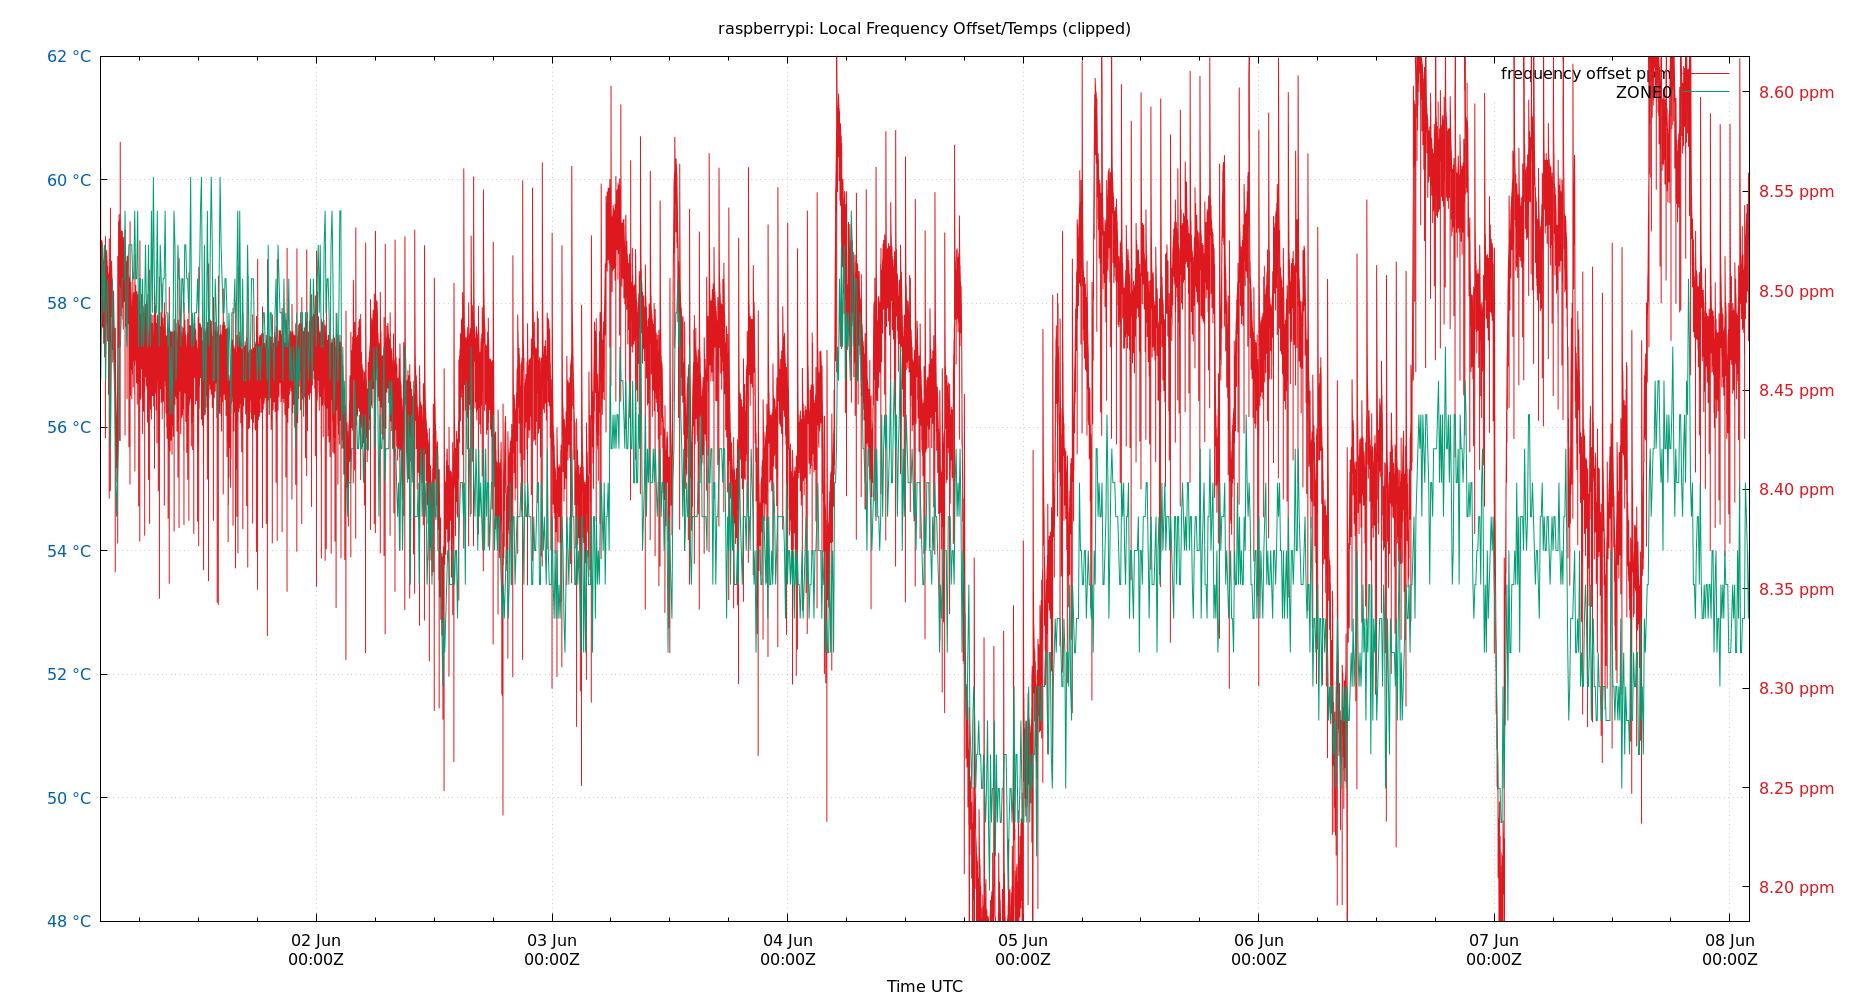 raspberrypi: Local Frequency Offset/Temps (clipped)
62 °C
60 °C
58 °C
56 °C
54 °C
52 °C
50 °C
48 °C
frequency offset ppm
ZONE0
8.60 ppm
8.55 ppm
8.50 ppm
8.45 ppm
8.40 ppm
8.35 ppm
8.30 ppm
8.25 ppm
8.20 ppm
02 Jun 03 Jun 04 Jun 05 Jun 06 Jun 07 Jun 08 Jun
00:00Z 00:00Z 00:00Z 00:00Z 00:00Z 00:00Z 00:00Z
Time UTC